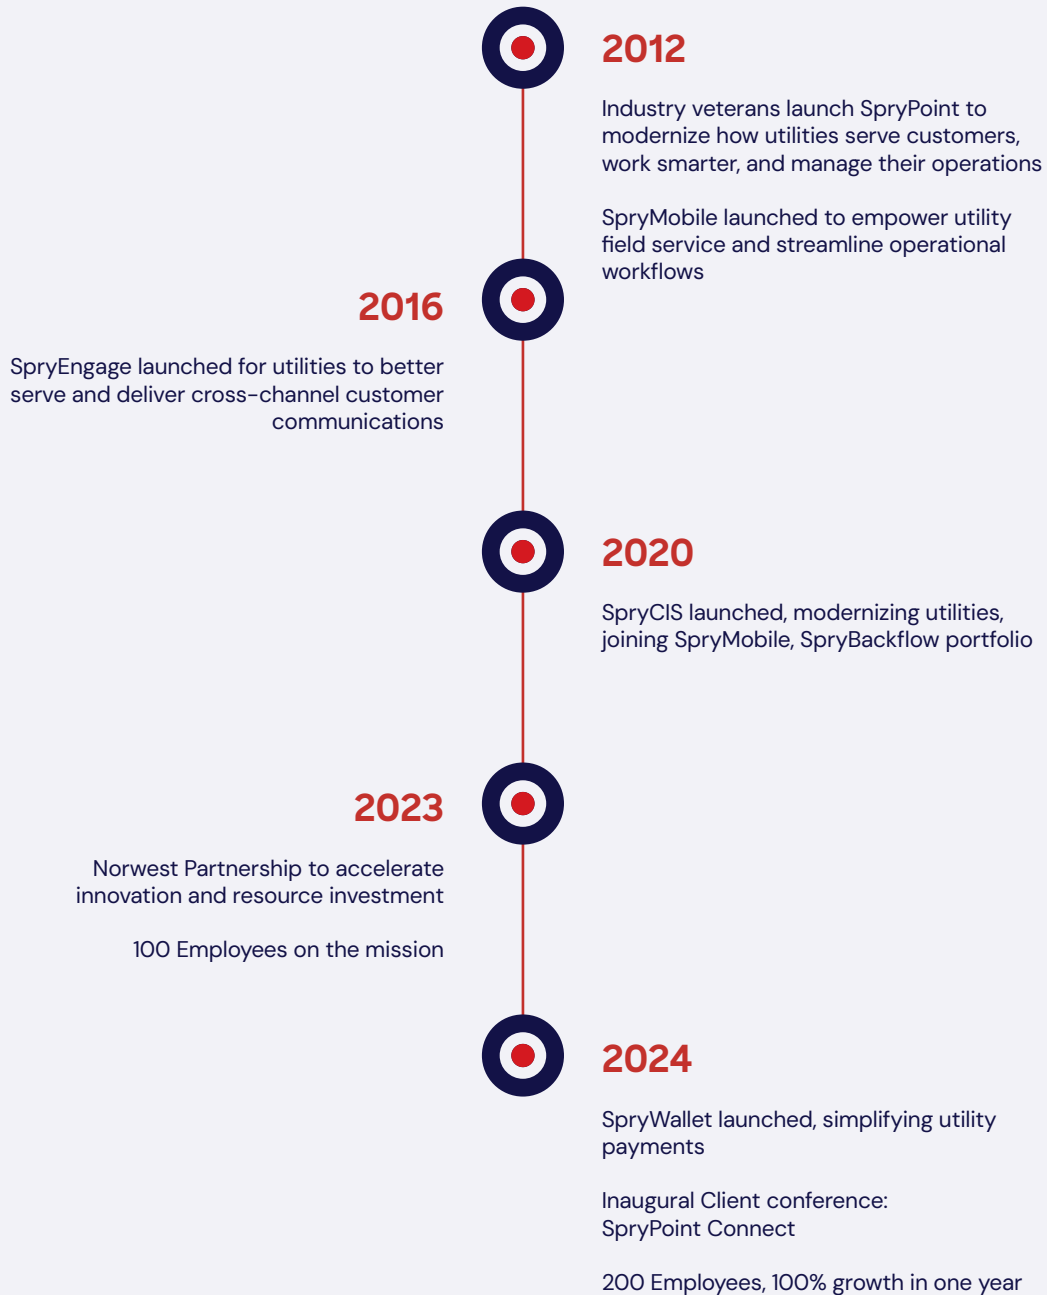 2012
Industry veterans launch SpryPoint to
modernize how utilities serve customers,
work smarter, and manage their operations
SpryMobile launched to empower utility
field service and streamline operational
workflows
2016
SpryEngage launched for utilities to better
serve and deliver cross-channel customer
communications
2020
SpryCIS launched, modernizing utilities,
joining SpryMobile, SpryBackflow portfolio
2023
Norwest Partnership to accelerate
innovation and resource investment
100 Employees on the mission
2024
SpryWallet launched, simplifying utility
payments
Inaugural Client conference:
SpryPoint Connect
200 Employees, 100% growth in one year